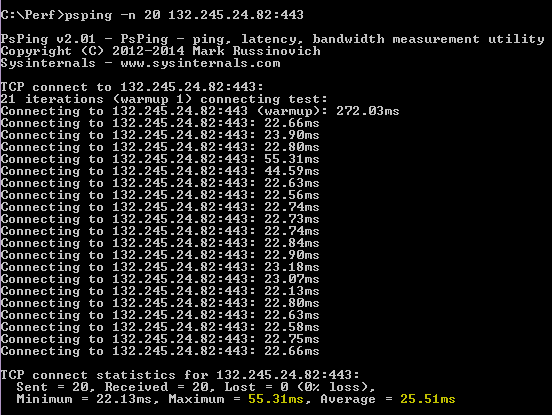 C:\Perf>psping -n 20 132.245.24.82:443
PsPing v2.01 - PsPing - ping, latency, bandwidth measurement utility
Copyright (C) 2012-2014 Mark Russinovich
Sysinternals - www.sysinternals.com
TCP connect to 132.245.24.82:443:
21 iterations (warmup 1) connecting test:
Connecting to 132.245.24.82:443 (warmup): 272.03ms
Connecting to 132.245.24.82:443: 22.66ms
Connecting to 132.245.24.82:443: 23.90ms
Connecting to 132.245.24.82:443: 22.80ms
Connecting to 132.245.24.82:443: 55.31ms
Connecting to 132.245.24.82:443: 44.59ms
Connecting to 132.245.24.82:443: 22.63ms
Connecting to 132.245.24.82:443: 22.56ms
Connecting to 132.245.24.82:443: 22.74ms
Connecting to 132.245.24.82:443: 22.73ms
Connecting to 132.245.24.82:443: 22.74ms
Connecting to 132.245.24.82:443: 22.84ms
Connecting to 132.245.24.82:443: 22.90ms
Connecting to 132.245.24.82:443: 23.18ms
Connecting to 132.245.24.82:443: 23.07ms
Connecting to 132.245.24.82:443: 22.13ms
Connecting to 132.245.24.82:443: 22.80ms
Connecting to 132.245.24.82:443: 22.63ms
Connecting to 132.245.24.82:443: 22.58ms
Connecting to 132.245.24.82:443: 22.75ms
Connecting to 132.245.24.82:443: 22.66ms
TCP connect statistics for 132.245.24.82:443:
Sent = 20, Received = 20, Lost = 0 (0% loss),
Minimum = 22.13ms, Maximum = 55.31ms, Average = 25.51ms